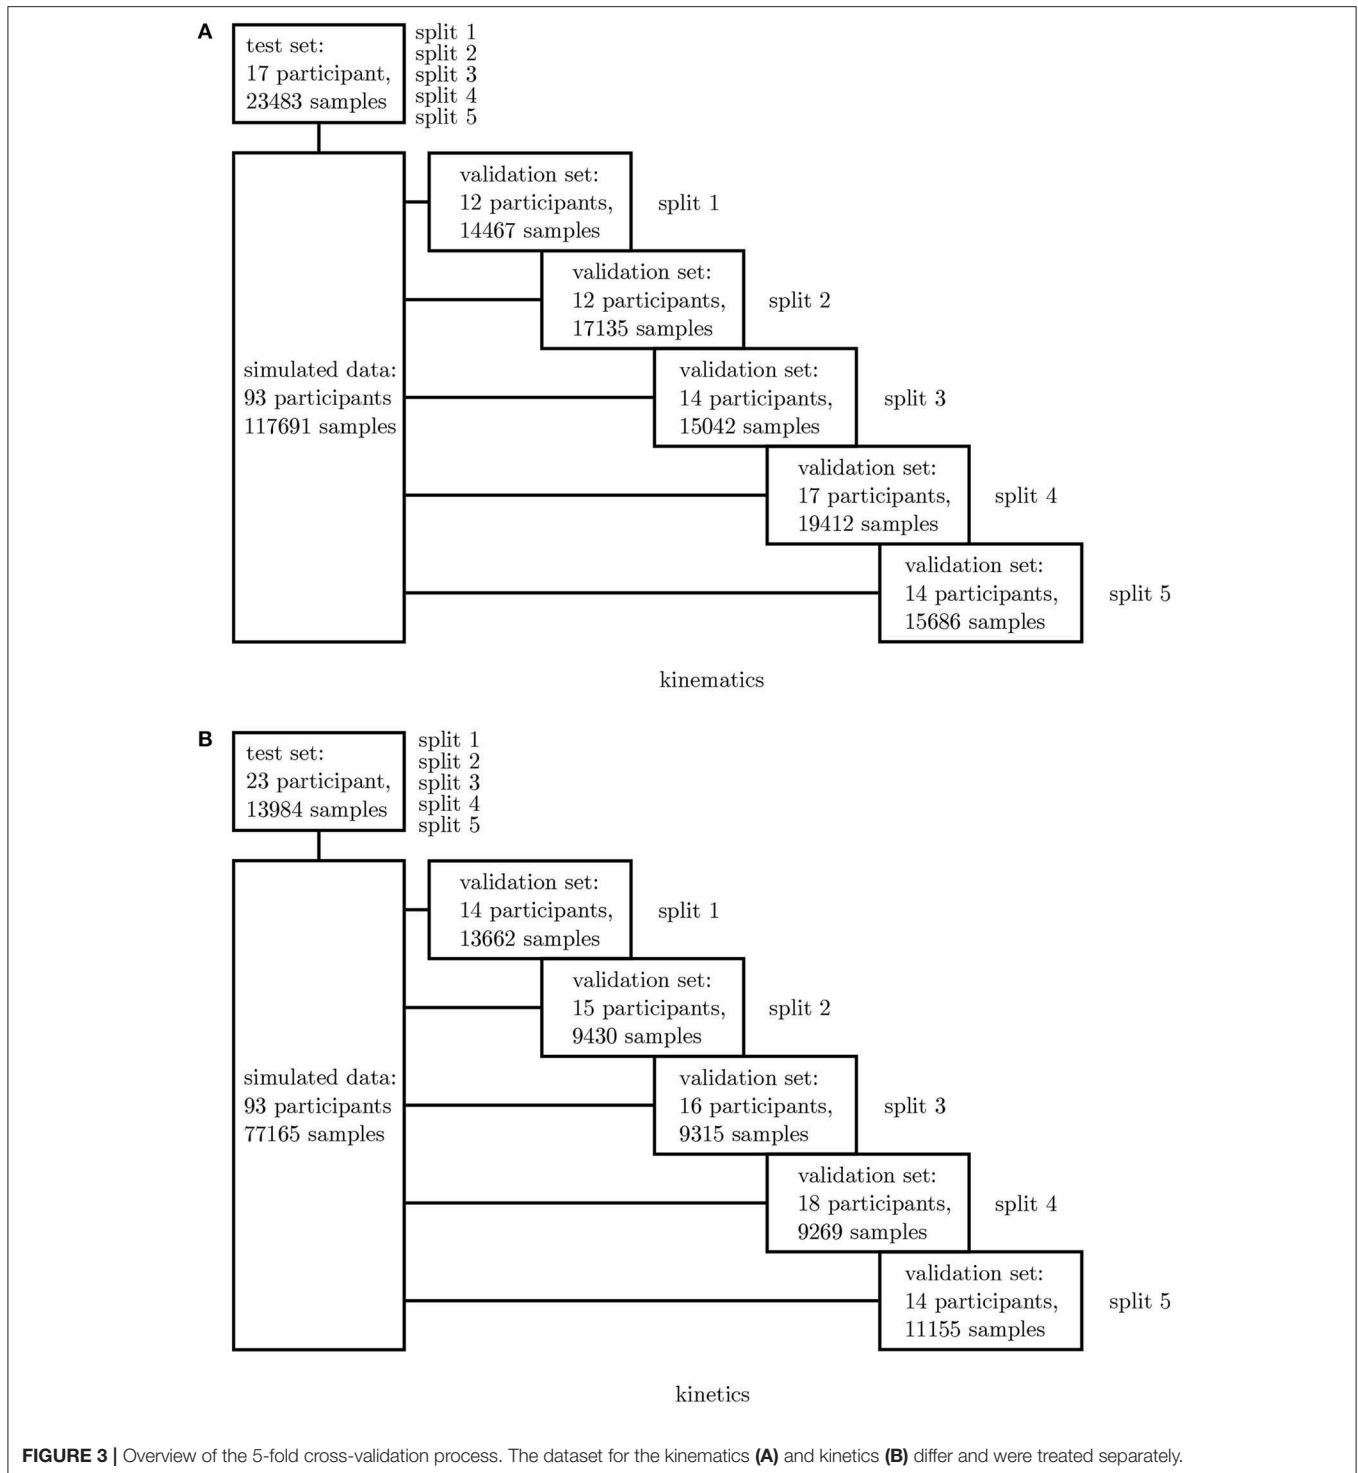 A
test set:
17 participant,
23483 samples
split 1
split 2
split 3
split 4
split 5
validation set:
12 participants,
14467 samples
split 1
validation set:
12 participants,
17135 samples
split 2
simulated data:
93 participants
117691 samples
validation set:
14 participants,
15042 samples
split 3
validation set:
17 participants,
19412 samples
split 4
validation set:
14 participants,
15686 samples
split 5
kinematics
B
test set:
23 participant,
13984 samples
split 1
split 2
split 3
split 4
split 5
validation set:
14 participants,
13662 samples
split 1
validation set:
15 participants,
9430 samples
split 2
simulated data:
93 participants
77165 samples
validation set:
16 participants,
9315 samples
split 3
validation set:
18 participants,
9269 samples
split 4
validation set:
14 participants,
11155 samples
split 5
kinetics
FIGURE 3 | Overview of the 5-fold cross-validation process. The dataset for the kinematics (A) and kinetics (B) differ and were treated separately.